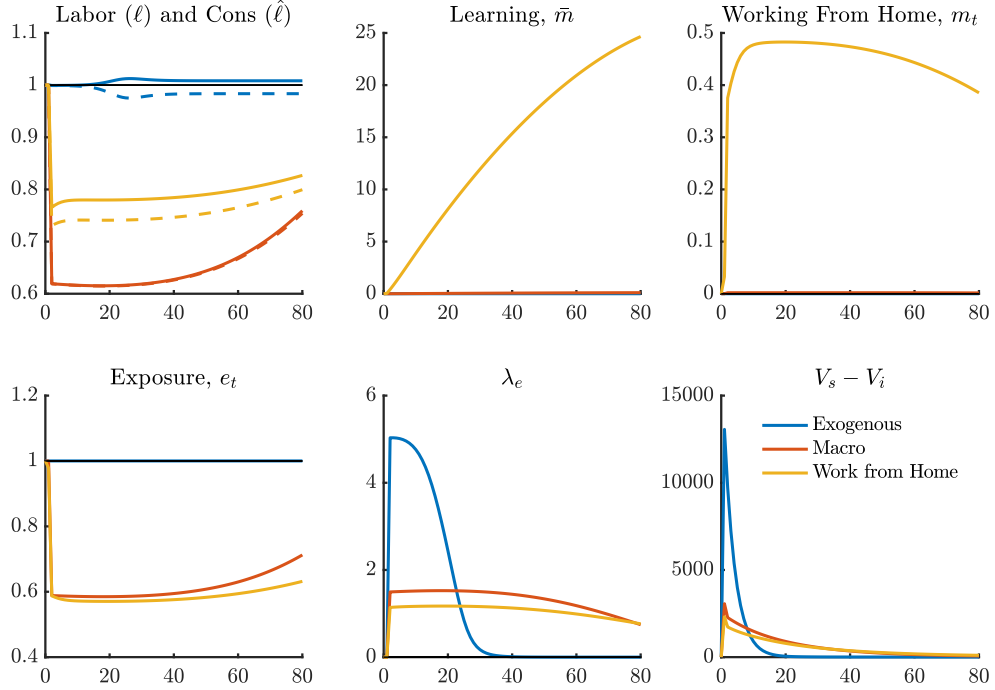 Labor (ℓ) and Cons (ℓ̂)
1.1
1
0.9
0.8
0.7
0.6
0 20 40 60 80
Learning, m̄
25
20
15
10
5
0
0 20 40 60 80
Working From Home, mₜ
0.5
0.4
0.3
0.2
0.1
0
0 20 40 60 80
Exposure, eₜ
1.2
1
0.8
0.6
0.4
0 20 40 60 80
λₑ
6
4
2
0
0 20 40 60 80
Vₛ − Vᵢ
15000
10000
5000
0
0 20 40 60 80
Exogenous
Macro
Work from Home